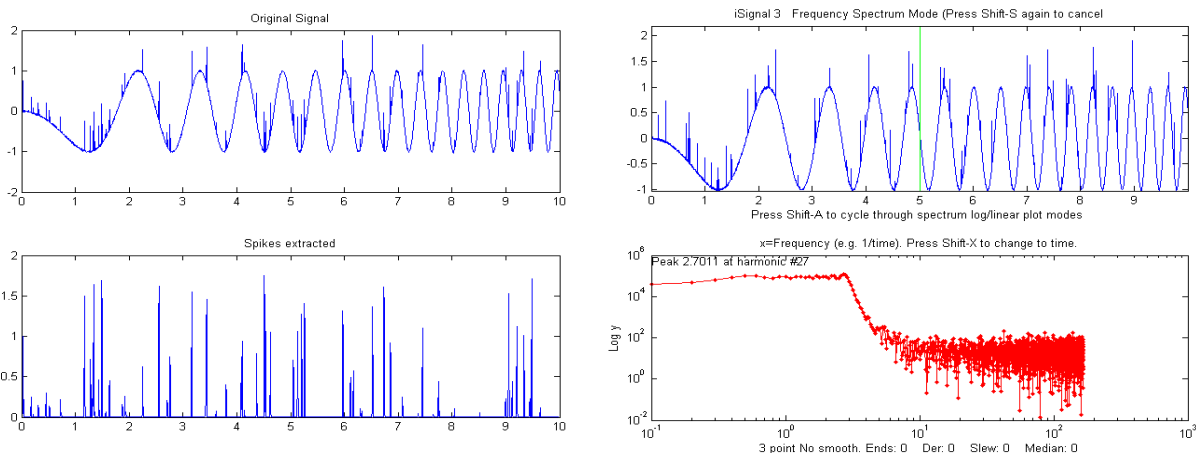 Original Signal
2
1
0
-1
-2
0 1 2 3 4 5 6 7 8 9 10
Spikes extracted
2
1.5
1
0.5
0
0 1 2 3 4 5 6 7 8 9 10
iSignal 3 Frequency Spectrum Mode (Press Shift-S again to cancel
2
1.5
1
0.5
0
-0.5
-1
0 1 2 3 4 5 6 7 8 9
Press Shift-A to cycle through spectrum log/linear plot modes
x=Frequency (e.g. 1/time). Press Shift-X to change to time.
Peak 2.7011 at harmonic #27
Log y
10^6
10^4
10^2
10^0
10^-2
10^-1 10^0 10^1 10^2 10^3
3 point No smooth. Ends: 0 Der: 0 Slew: 0 Median: 0